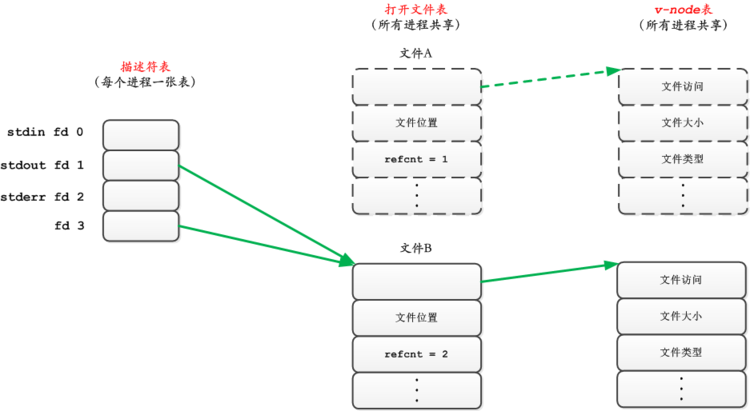 打开文件表
（所有进程共享）
v-node表
（所有进程共享）
描述符表
（每个进程一张表）
文件A
文件访问
文件位置
文件大小
refcnt = 1
文件类型
stdin fd 0
stdout fd 1
stderr fd 2
fd 3
文件B
文件访问
文件位置
文件大小
refcnt = 2
文件类型